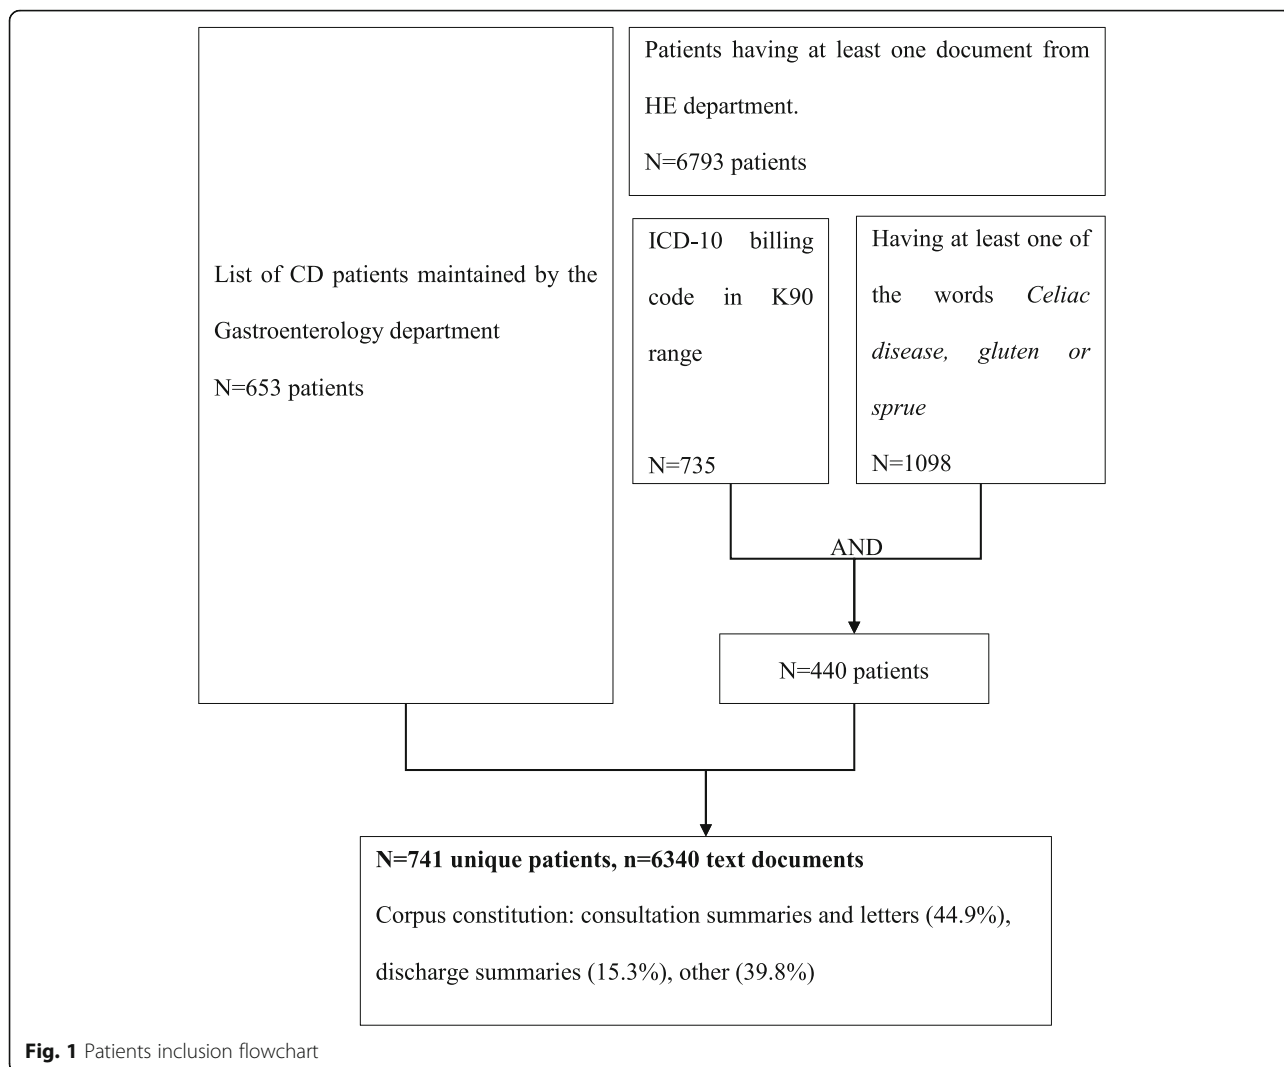 Patients having at least one document from
HE department.
N=6793 patients
List of CD patients maintained by the
Gastroenterology department
N=653 patients
ICD-10 billing
code in K90
range
N=735
Having at least one of
the words Celiac
disease, gluten or
sprue
N=1098
AND
N=440 patients
N=741 unique patients, n=6340 text documents
Corpus constitution: consultation summaries and letters (44.9%),
discharge summaries (15.3%), other (39.8%)
Fig. 1 Patients inclusion flowchart